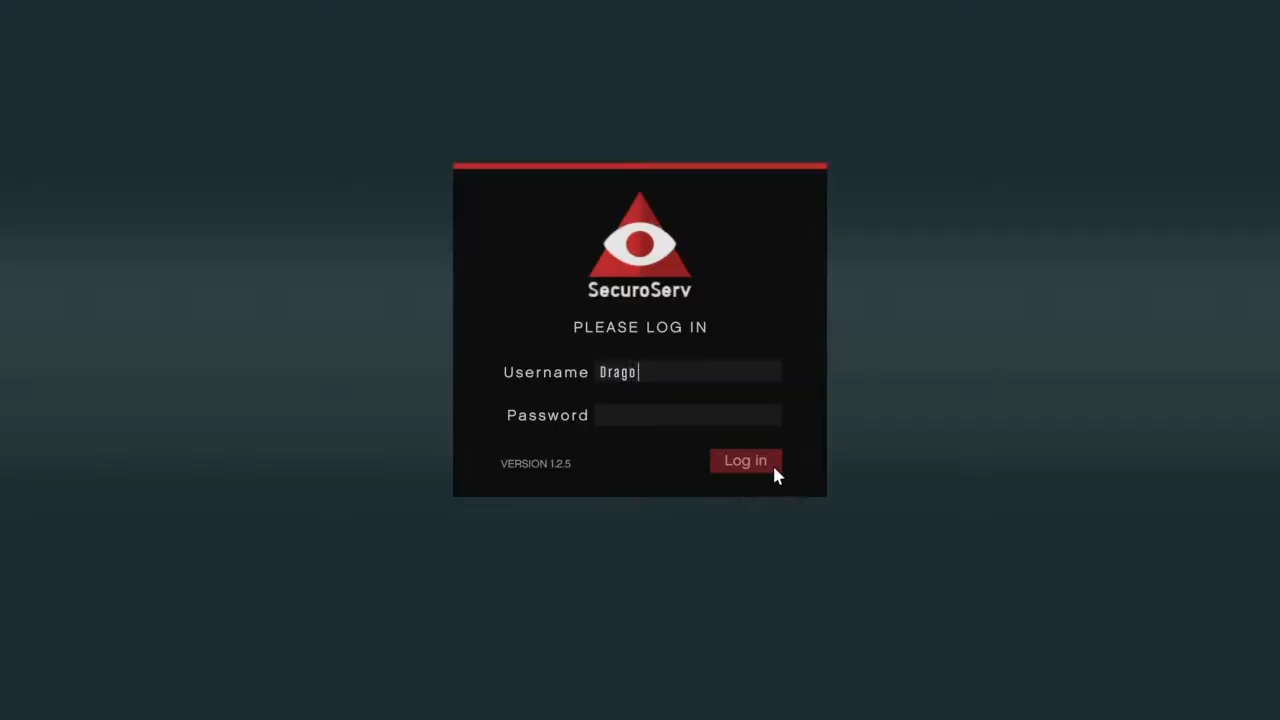 SecuroServ
PLEASE LOG IN
Username Drago
Password
VERSION 1.2.5 Log in